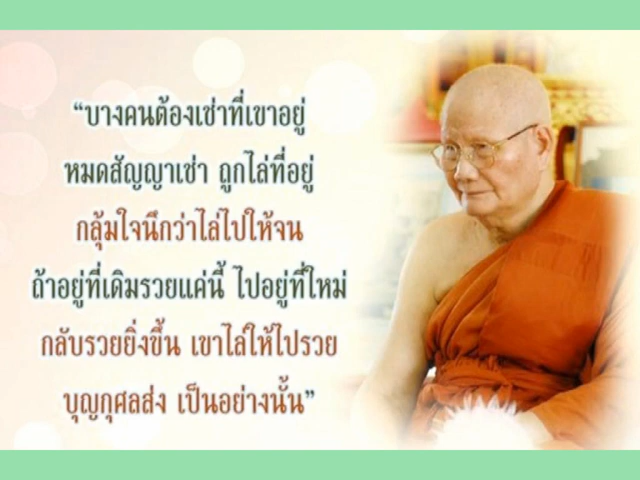 “บางคนต้องเช่าที่เขาอยู่
หมดสัญญาเช่า ถูกไล่ที่อยู่
กลุ้มใจนึกว่าไล่ไปให้จน
ถ้าอยู่ที่เดิมรวยแค่นี้ ไปอยู่ที่ใหม่
กลับรวยยิ่งขึ้น เขาไล่ให้ไปรวย
บุญกุศลส่ง เป็นอย่างนั้น”